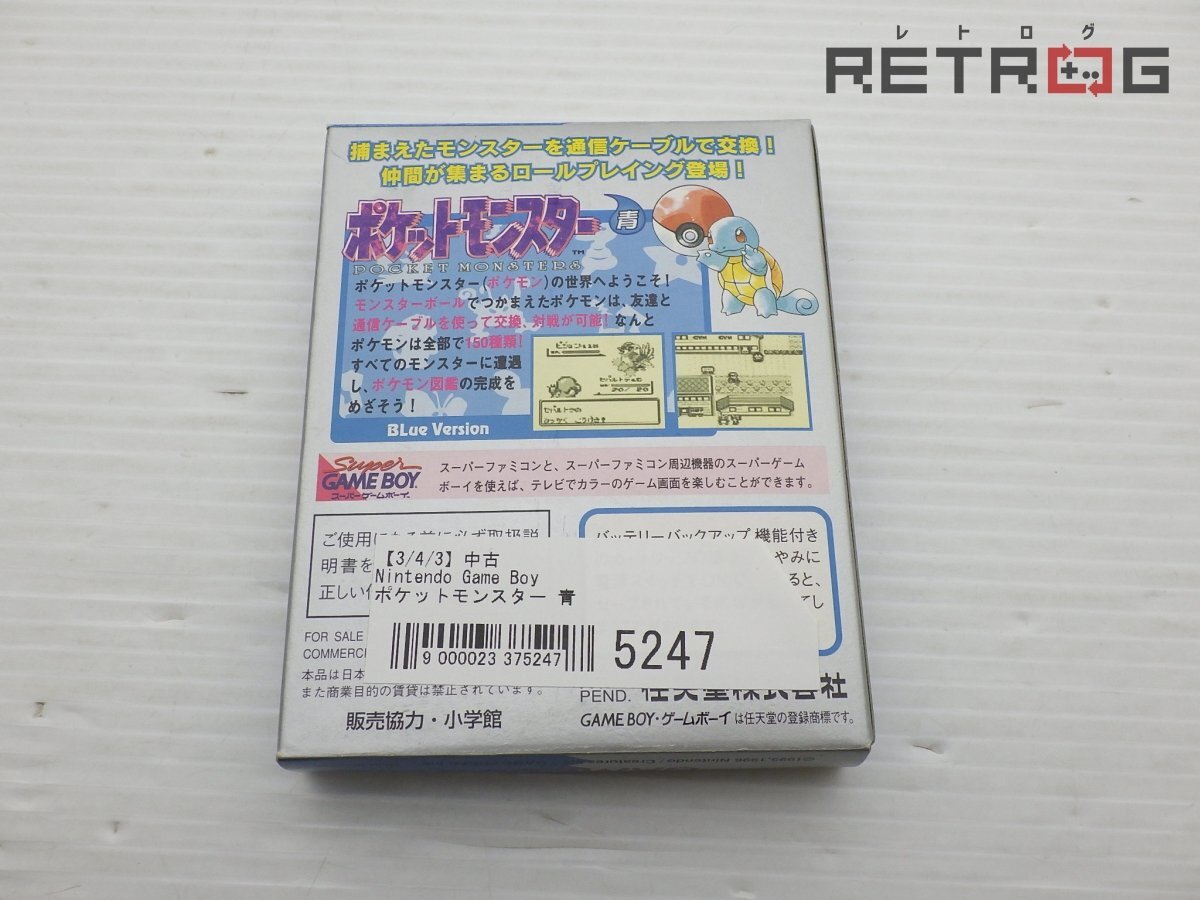 レトログ
RETROG
捕まえたモンスターを通信ケーブルで交換!
仲間が集まるロールプレイング登場!
ポケットモンスター 青
TM
POCKET MONSTERS
ポケットモンスター(ポケモン)の世界へようこそ!
モンスターボールでつかまえたポケモンは、友達と
通信ケーブルを使って交換、対戦が可能!なんと
ポケモンは全部で150種類!
すべてのモンスターに遭遇
し、ポケモン図鑑の完成を
めざそう!
BLue Version
Super
GAME BOY
スーパーゲームボーイ
スーパーファミコンと、スーパーファミコン周辺機器のスーパーゲーム
ボーイを使えば、テレビでカラーのゲーム画面を楽しむことができます。
ご使用になる前に必ず取扱説
明書を
正しい
バッテリーバックアップ機能付き
やみに
ると、
てし
【3/4/3】中古
Nintendo Game Boy
ポケットモンスター 青
9 000023 375247
5247
FOR SALE
COMMERC
本品は日本
また商業目的の賃貸は禁止されています。
PEND. 任天堂株式会社
販売協力・小学館
GAME BOY・ゲームボーイは任天堂の登録商標です。
©1995,1996 Nintendo / Creatures